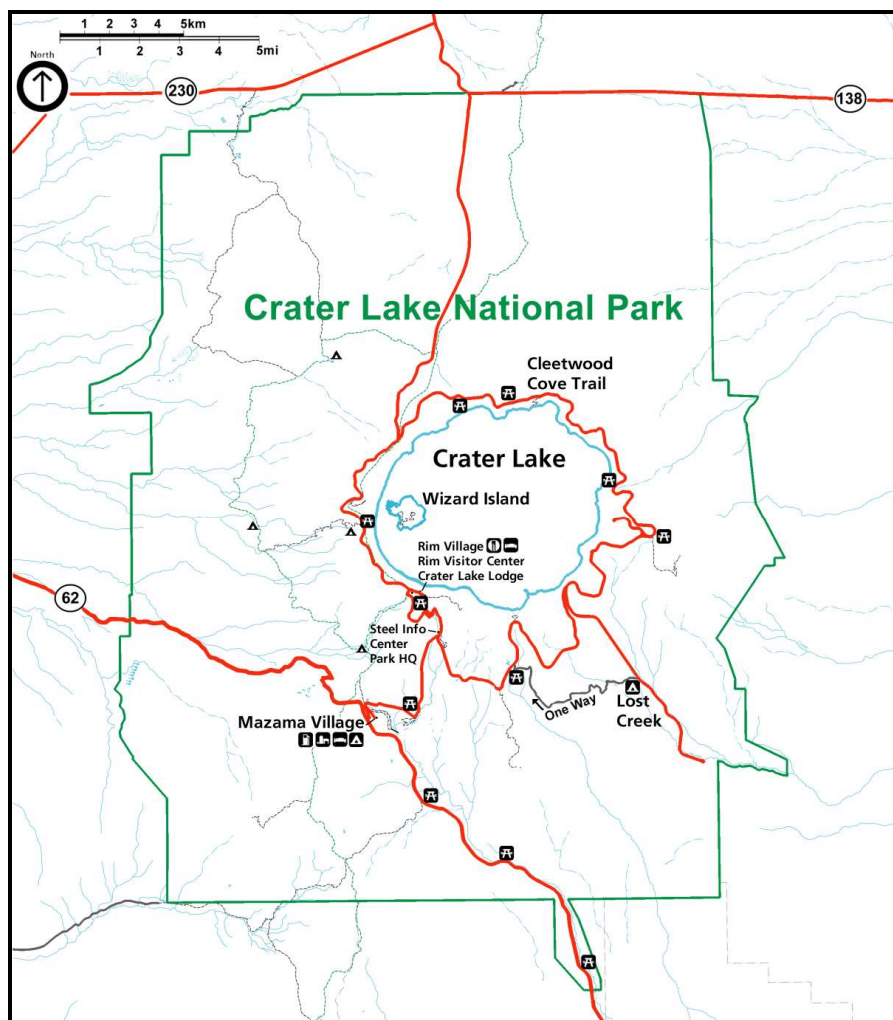 1 2 3 4 5km
1 2 3 4 5mi
North
230
138
Crater Lake National Park
Cleetwood
Cove Trail
Crater Lake
Wizard Island
Rim Village
Rim Visitor Center
Crater Lake Lodge
62
Steel Info
Center
Park HQ
Mazama Village
One Way
Lost
Creek